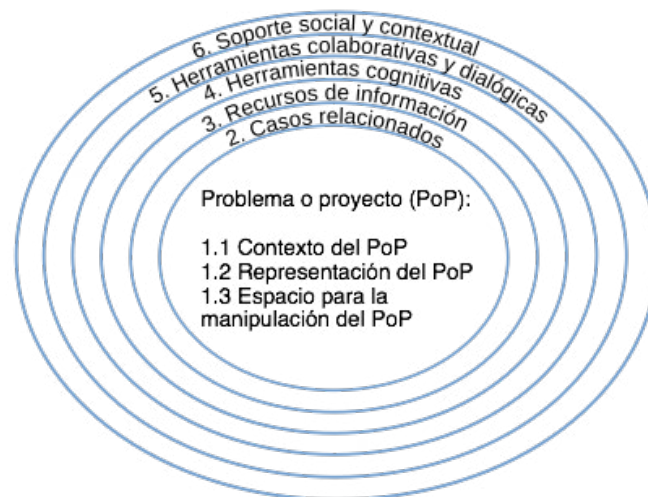 6. Soporte social y contextual
5. Herramientas colaborativas y dialógicas
4. Herramientas cognitivas
3. Recursos de información
2. Casos relacionados
Problema o proyecto (PoP):
1.1 Contexto del PoP
1.2 Representación del PoP
1.3 Espacio para la
manipulación del PoP